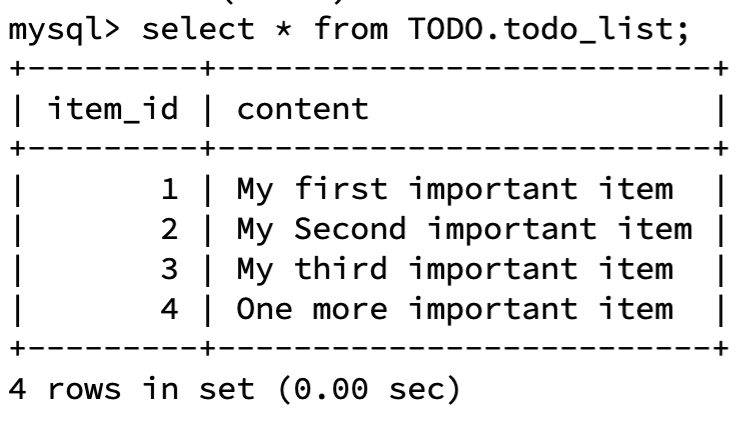 mysql> select * from TODO.todo_list;
+---------+--------------------------+
| item_id | content                  |
+---------+--------------------------+
|       1 | My first important item  |
|       2 | My Second important item |
|       3 | My third important item  |
|       4 | One more important item  |
+---------+--------------------------+
4 rows in set (0.00 sec)